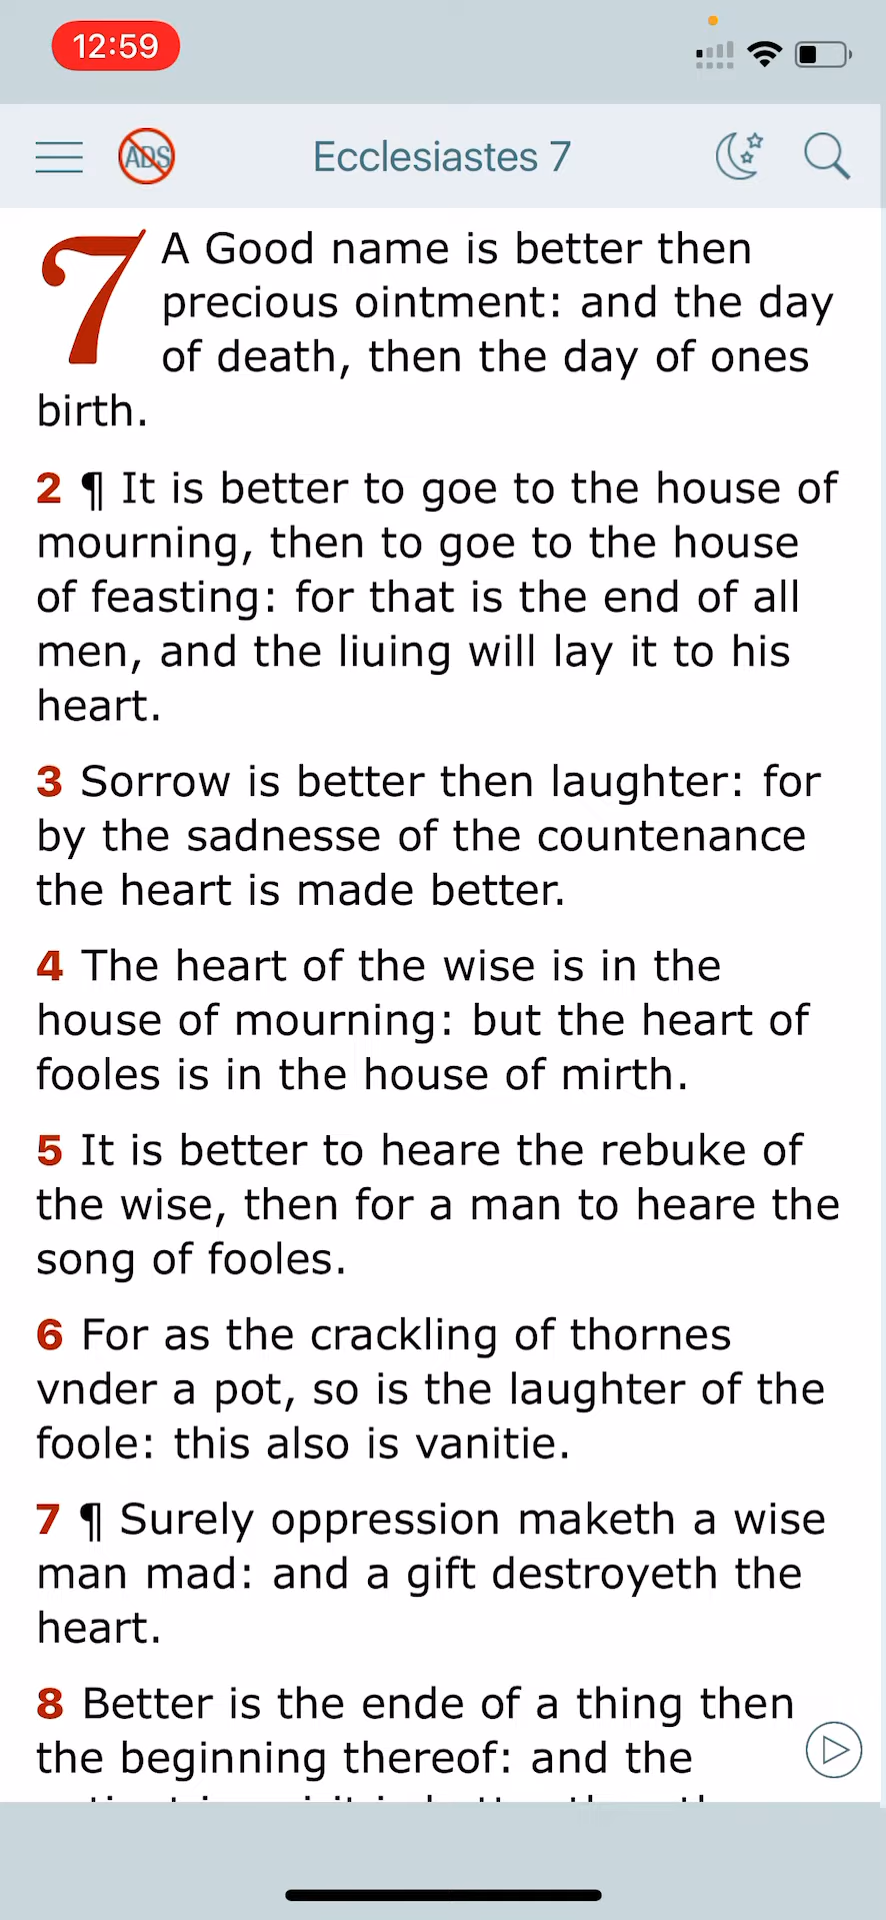 12:59
ADS
Ecclesiastes 7
7 A Good name is better then
precious ointment: and the day
of death, then the day of ones
birth.
2 ¶ It is better to goe to the house of
mourning, then to goe to the house
of feasting: for that is the end of all
men, and the liuing will lay it to his
heart.
3 Sorrow is better then laughter: for
by the sadnesse of the countenance
the heart is made better.
4 The heart of the wise is in the
house of mourning: but the heart of
fooles is in the house of mirth.
5 It is better to heare the rebuke of
the wise, then for a man to heare the
song of fooles.
6 For as the crackling of thornes
vnder a pot, so is the laughter of the
foole: this also is vanitie.
7 ¶ Surely oppression maketh a wise
man mad: and a gift destroyeth the
heart.
8 Better is the ende of a thing then
the beginning thereof: and the